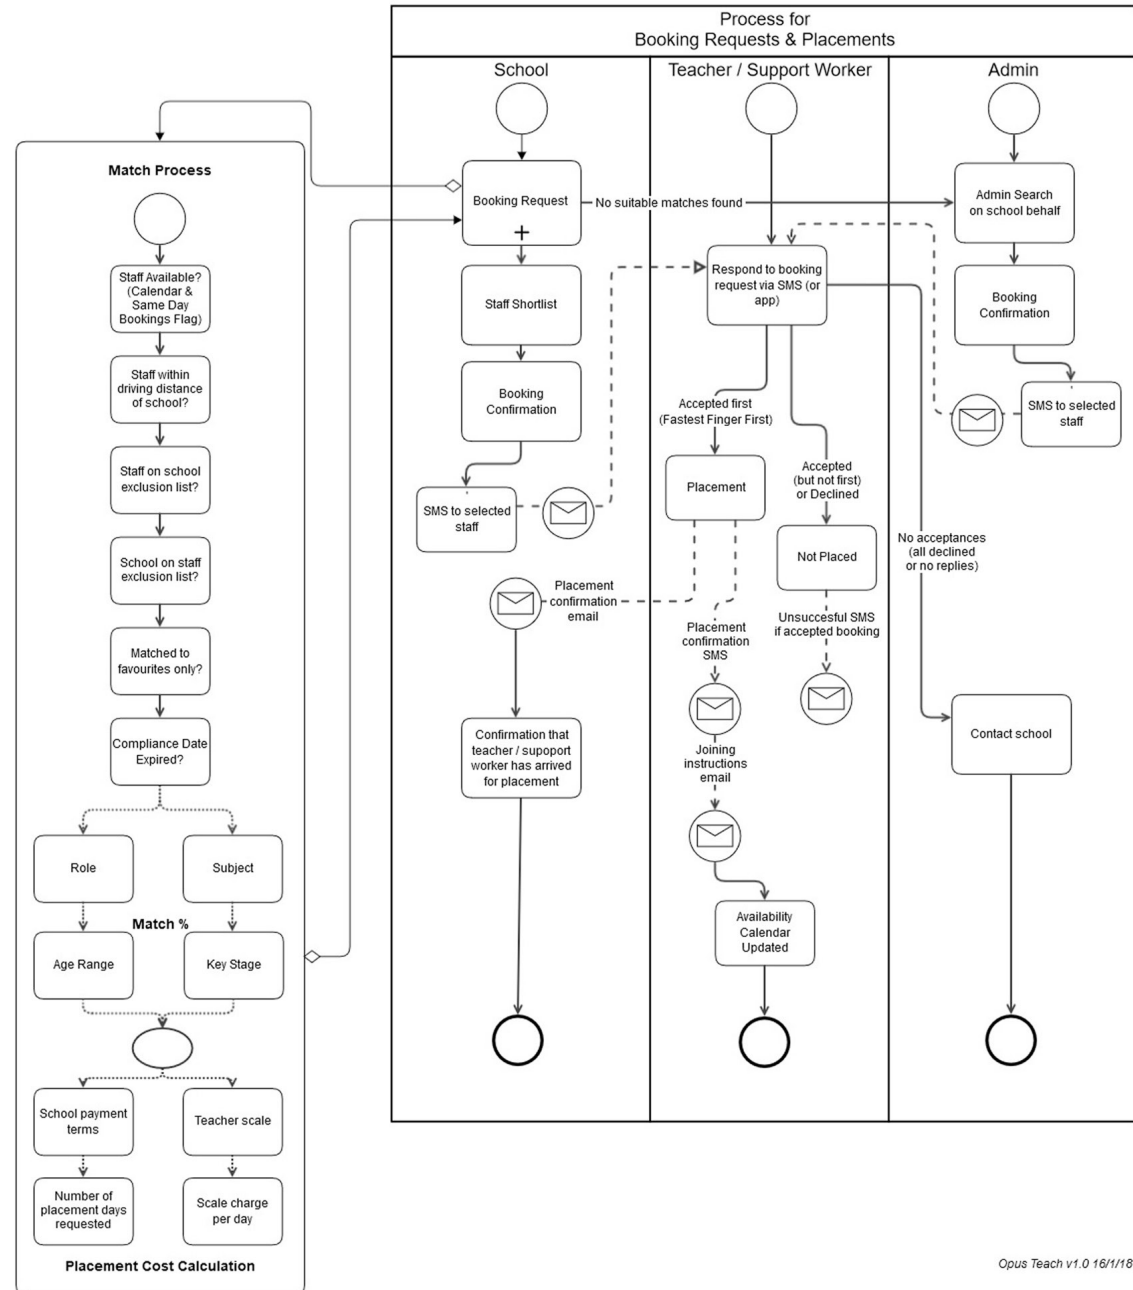 Process for
Booking Requests & Placements
School
Teacher / Support Worker
Admin
Match Process
Staff Available?
(Calendar &
Same Day
Bookings Flag)
Staff within
driving distance
of school?
Staff on school
exclusion list?
School on staff
exclusion list?
Matched to
favourites only?
Compliance Date
Expired?
Role
Subject
Match %
Age Range
Key Stage
School payment
terms
Teacher scale
Number of
placement days
requested
Scale charge
per day
Placement Cost Calculation
Booking Request
No suitable matches found
Staff Shortlist
Booking
Confirmation
SMS to selected
staff
Placement
confirmation
email
Confirmation that
teacher / supoport
worker has arrived
for placement
Respond to booking
request via SMS (or
app)
Accepted first
(Fastest Finger First)
Placement
Accepted
(but not first)
or Declined
Not Placed
Unsuccesful SMS
if accepted booking
Placement
confirmation
SMS
Joining
instructions
email
Availability
Calendar
Updated
Admin Search
on school behalf
Booking
Confirmation
SMS to selected
staff
No acceptances
(all declined
or no replies)
Contact school
Opus Teach v1.0 16/1/18